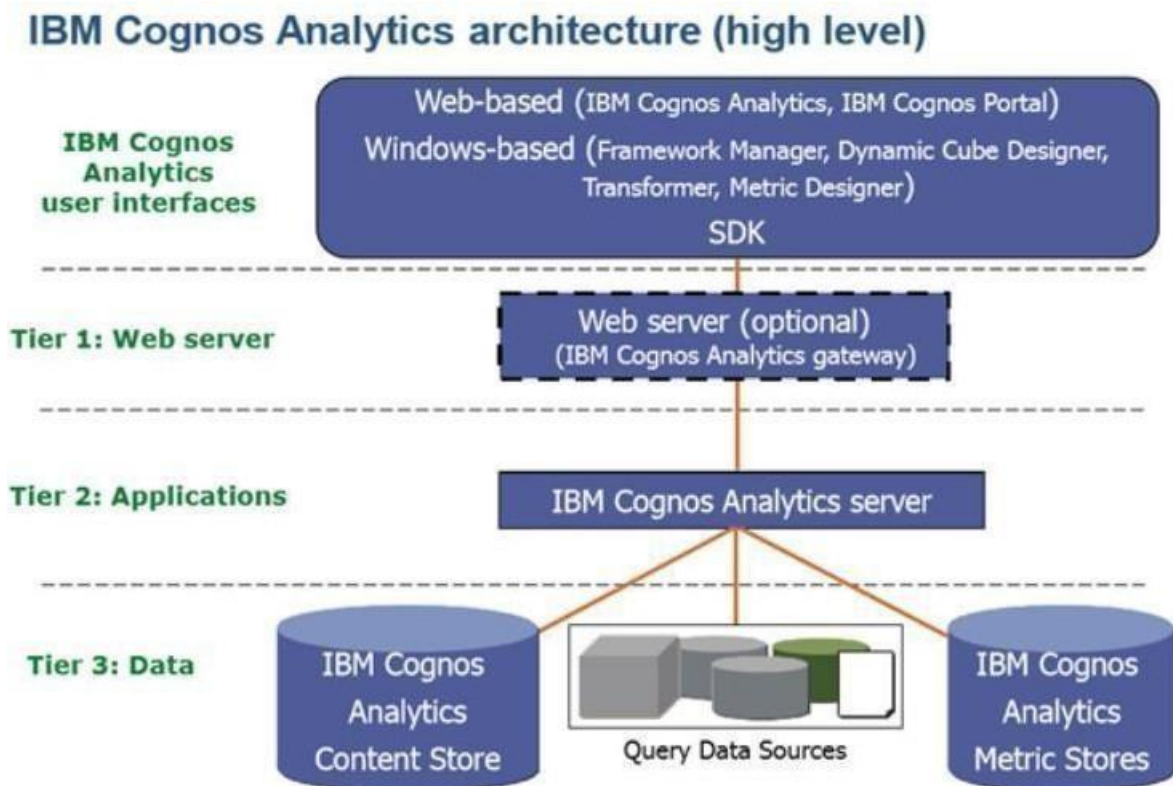 IBM Cognos Analytics architecture (high level)
IBM Cognos
Analytics
user interfaces
Web-based (IBM Cognos Analytics, IBM Cognos Portal)
Windows-based (Framework Manager, Dynamic Cube Designer,
Transformer, Metric Designer)
SDK
Tier 1: Web server
Web server (optional)
(IBM Cognos Analytics gateway)
Tier 2: Applications
IBM Cognos Analytics server
Tier 3: Data
IBM Cognos
Analytics
Content Store
Query Data Sources
IBM Cognos
Analytics
Metric Stores